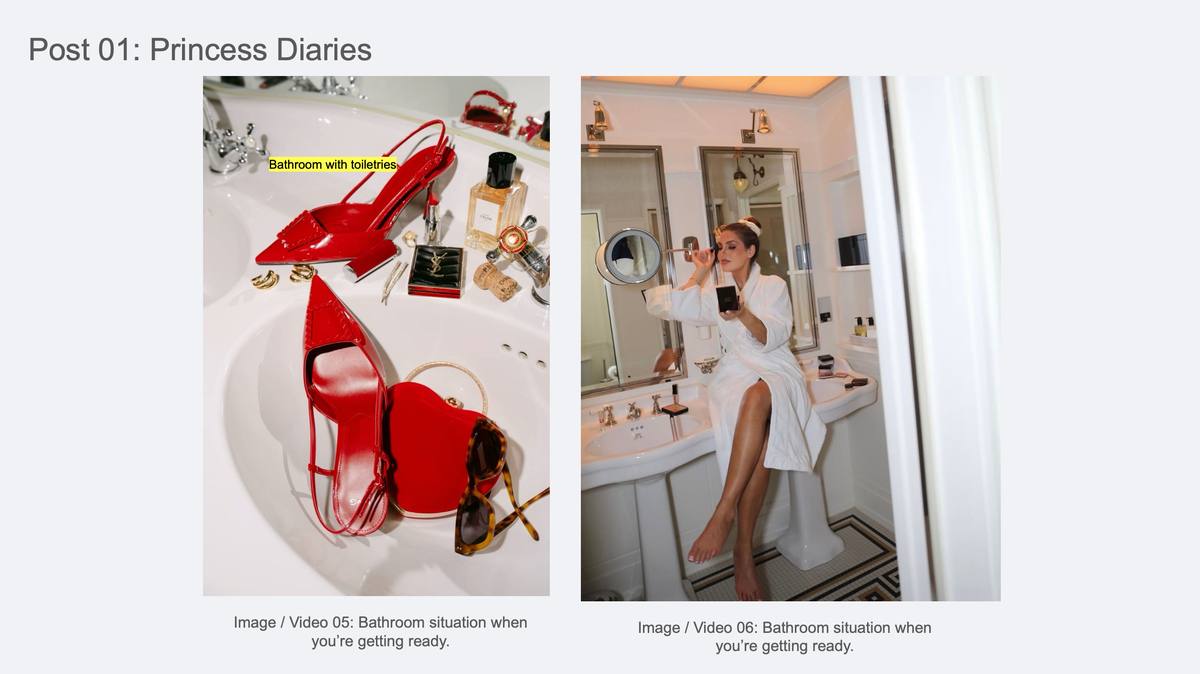 Post 01: Princess Diaries
Bathroom with toiletries
Image / Video 05: Bathroom situation when
you’re getting ready.
Image / Video 06: Bathroom situation when
you’re getting ready.